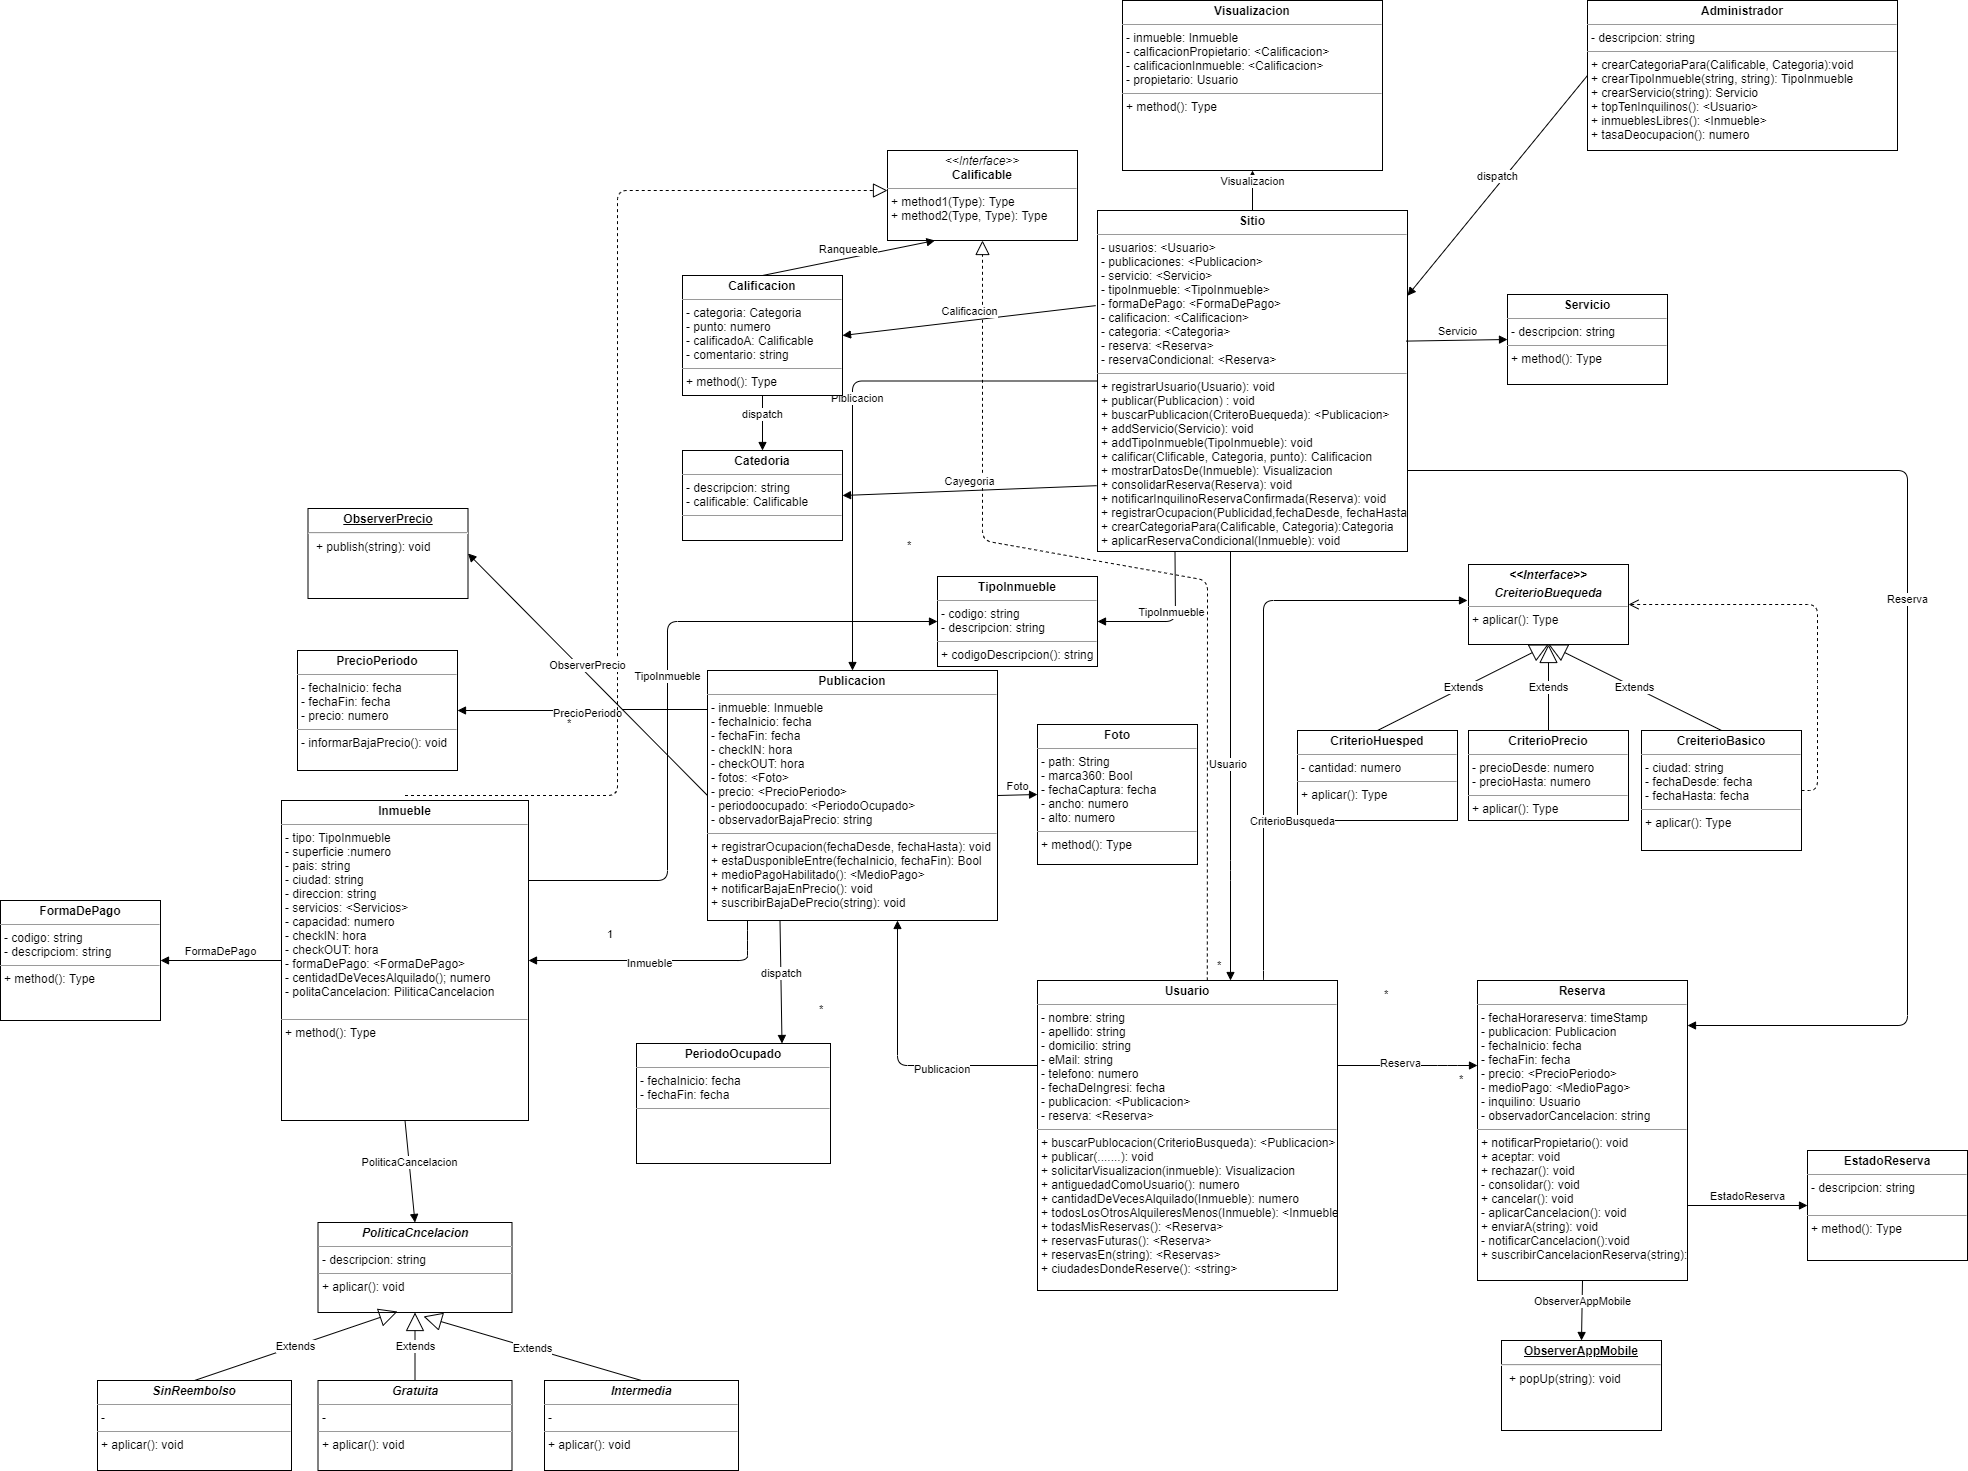 Visualizacion
- inmueble: Inmueble
- calficacionPropietario: <Calificacion>
- calificacionInmueble: <Calificacion>
- propietario: Usuario
+ method(): Type
Administrador
- descripcion: string
+ crearCategoriaPara(Calificable, Categoria):void
+ crearTipoInmueble(string, string): TipoInmueble
+ crearServicio(string): Servicio
+ topTenInquilinos(): <Usuario>
+ inmueblesLibres(): <Inmueble>
+ tasaDeocupacion(): numero
<<Interface>>
Calificable
+ method1(Type): Type
+ method2(Type, Type): Type
Visualizacion
dispatch
Ranqueable
Sitio
- usuarios: <Usuario>
- publicaciones: <Publicacion>
- servicio: <Servicio>
- tipoInmueble: <TipoInmueble>
- formaDePago: <FormaDePago>
- calificacion: <Calificacion>
- categoria: <Categoria>
- reserva: <Reserva>
- reservaCondicional: <Reserva>
+ registrarUsuario(Usuario): void
+ publicar(Publicacion) : void
+ buscarPublicacion(CriteroBuequeda): <Publicacion>
+ addServicio(Servicio): void
+ addTipoInmueble(TipoInmueble): void
+ calificar(Clificable, Categoria, punto): Calificacion
+ mostrarDatosDe(Inmueble): Visualizacion
+ consolidarReserva(Reserva): void
+ notificarInquilinoReservaConfirmada(Reserva): void
+ registrarOcupacion(Publicidad,fechaDesde, fechaHasta
+ crearCategoriaPara(Calificable, Categoria):Categoria
+ aplicarReservaCondicional(Inmueble): void
Calificacion
- categoria: Categoria
- punto: numero
- calificadoA: Calificable
- comentario: string
+ method(): Type
Calificacion
Servicio
Servicio
- descripcion: string
+ method(): Type
Piblicacion
dispatch
Catedoria
- descripcion: string
- calificable: Calificable
Cayegoria
*
ObserverPrecio
+ publish(string): void
TipoInmueble
- codigo: string
- descripcion: string
+ codigoDescripcion(): string
TipoInmueble
<<Interface>>
CreiterioBuequeda
+ aplicar(): Type
Reserva
PrecioPeriodo
- fechaInicio: fecha
- fechaFin: fecha
- precio: numero
- informarBajaPrecio(): void
ObserverPrecio
TipoInmueble
PrecioPeriodo
*
Publicacion
- inmueble: Inmueble
- fechaInicio: fecha
- fechaFin: fecha
- checkIN: hora
- checkOUT: hora
- fotos: <Foto>
- precio: <PrecioPeriodo>
- periodoocupado: <PeriodoOcupado>
- observadorBajaPrecio: string
+ registrarOcupacion(fechaDesde, fechaHasta): void
+ estaDusponibleEntre(fechaInicio, fechaFin): Bool
+ medioPagoHabilitado(): <MedioPago>
+ notificarBajaEnPrecio(): void
+ suscribirBajaDePrecio(string): void
Foto
Foto
- path: String
- marca360: Bool
- fechaCaptura: fecha
- ancho: numero
- alto: numero
+ method(): Type
Usuario
Extends
Extends
Extends
CriterioHuesped
- cantidad: numero
+ aplicar(): Type
CriterioPrecio
- precioDesde: numero
- precioHasta: numero
+ aplicar(): Type
CreiterioBasico
- ciudad: string
- fechaDesde: fecha
- fechaHasta: fecha
+ aplicar(): Type
CriterioBusqueda
Inmueble
- tipo: TipoInmueble
- superficie :numero
- pais: string
- ciudad: string
- direccion: string
- servicios: <Servicios>
- capacidad: numero
- checkIN: hora
- checkOUT: hora
- formaDePago: <FormaDePago>
- centidadDeVecesAlquilado(); numero
- politaCancelacion: PiliticaCancelacion
+ method(): Type
FormaDePago
- codigo: string
- descripciom: string
+ method(): Type
FormaDePago
1
Inmueble
dispatch
*
PeriodoOcupado
- fechaInicio: fecha
- fechaFin: fecha
Publicacion
*
Usuario
- nombre: string
- apellido: string
- domicilio: string
- eMail: string
- telefono: numero
- fechaDeIngresi: fecha
- publicacion: <Publicacion>
- reserva: <Reserva>
+ buscarPublocacion(CriterioBusqueda): <Publicacion>
+ publicar(.......): void
+ solicitarVisualizacion(inmueble): Visualizacion
+ antiguedadComoUsuario(): numero
+ cantidadDeVecesAlquilado(Inmueble): numero
+ todosLosOtrosAlquileresMenos(Inmueble): <Inmueble
+ todasMisReservas(): <Reserva>
+ reservasFuturas(): <Reserva>
+ reservasEn(string): <Reservas>
+ ciudadesDondeReserve(): <string>
*
Reserva
*
Reserva
- fechaHorareserva: timeStamp
- publicacion: Publicacion
- fechaInicio: fecha
- fechaFin: fecha
- precio: <PrecioPeriodo>
- medioPago: <MedioPago>
- inquilino: Usuario
- observadorCancelacion: string
+ notificarPropietario(): void
+ aceptar: void
+ rechazar(): void
- consolidar(): void
+ cancelar(): void
- aplicarCancelacion(): void
+ enviarA(string): void
- notificarCancelacion():void
+ suscribirCancelacionReserva(string):
EstadoReserva
EstadoReserva
- descripcion: string
+ method(): Type
PoliticaCancelacion
PoliticaCncelacion
- descripcion: string
+ aplicar(): void
Extends
Extends
Extends
SinReembolso
-
+ aplicar(): void
Gratuita
-
+ aplicar(): void
Intermedia
-
+ aplicar(): void
ObserverAppMobile
ObserverAppMobile
+ popUp(string): void